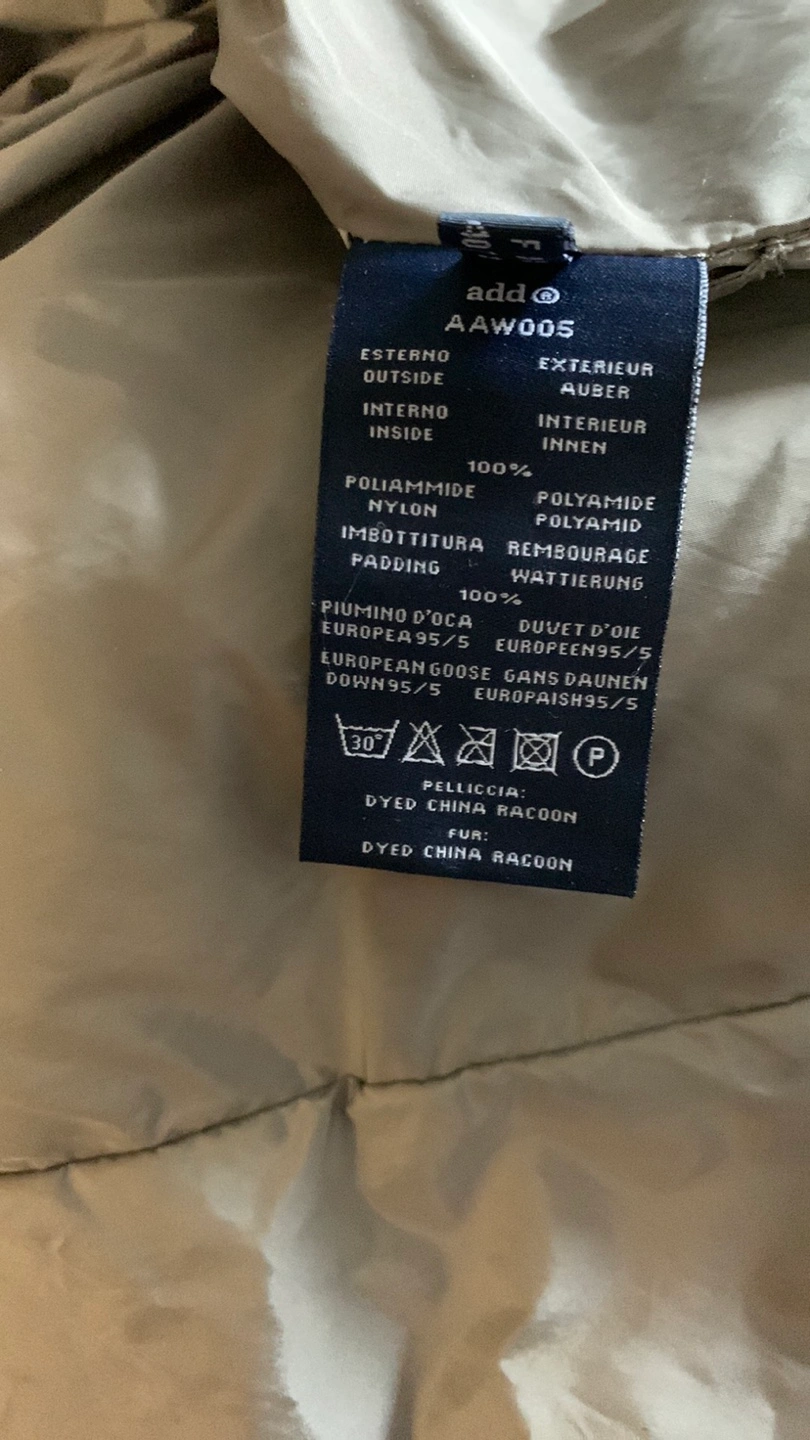 add®
AAW005
ESTERNO EXTERIEUR
OUTSIDE AUBER
INTERNO INTERIEUR
INSIDE INNEN
100%
POLIAMMIDE POLYAMIDE
NYLON POLYAMID
IMBOTTITURA REMBOURAGE
PADDING WATTIERUNG
100%
PIUMINO D'OCA DUVET D'OIE
EUROPEA95/5 EUROPEEN95/5
EUROPEAN GOOSE GANS DAUNEN
DOWN95/5 EUROPAISH95/5
30°
P
PELLICCIA:
DYED CHINA RACOON
FUR:
DYED CHINA RACOON